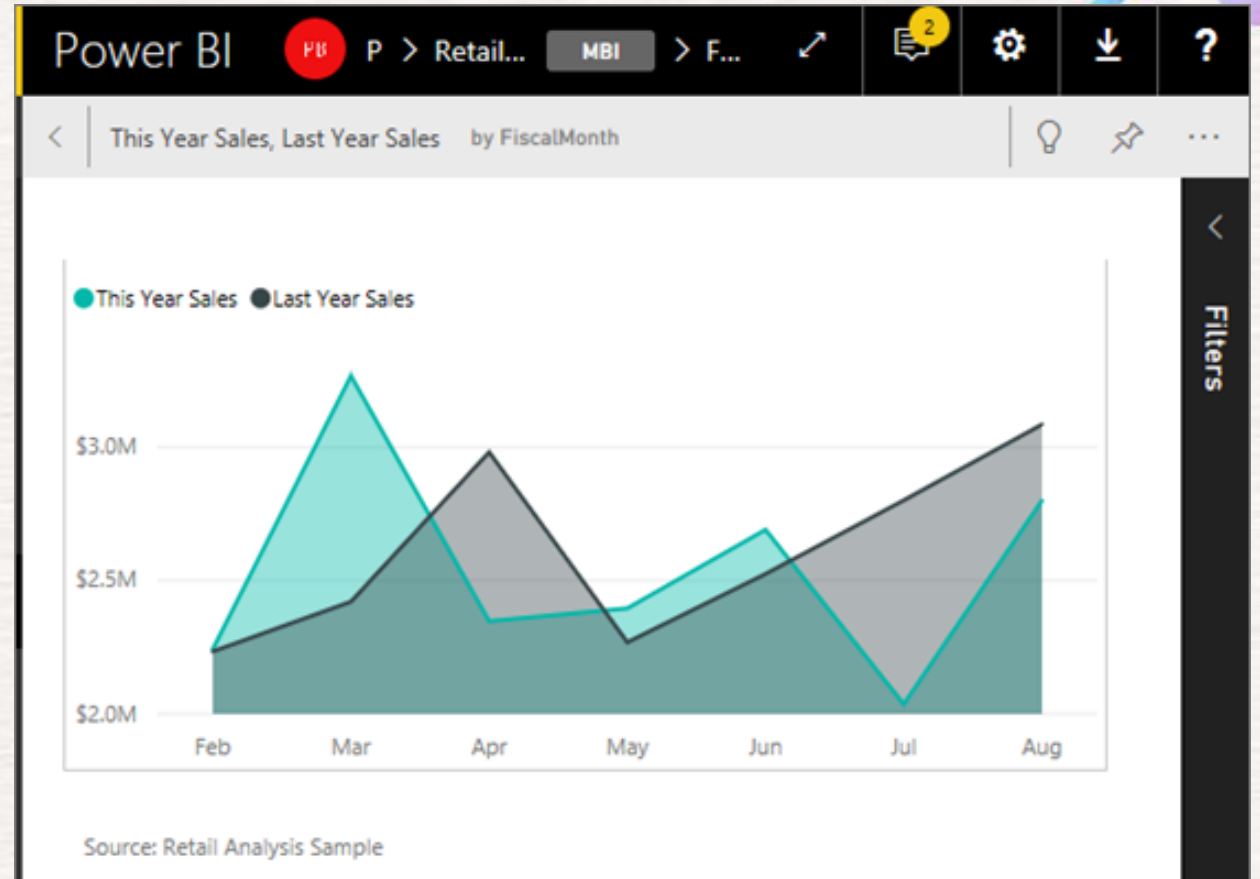 Power BI PB P > Retail... MBI > F... 2 ?
< This Year Sales, Last Year Sales by FiscalMonth ...
Filters
This Year Sales Last Year Sales
$3.0M
$2.5M
$2.0M
Feb Mar Apr May Jun Jul Aug
Source: Retail Analysis Sample